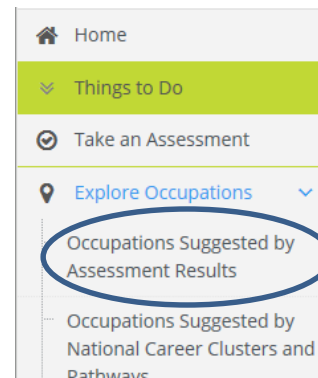 Home
Things to Do
Take an Assessment
Explore Occupations
Occupations Suggested by
Assessment Results
Occupations Suggested by
National Career Clusters and
Pathways